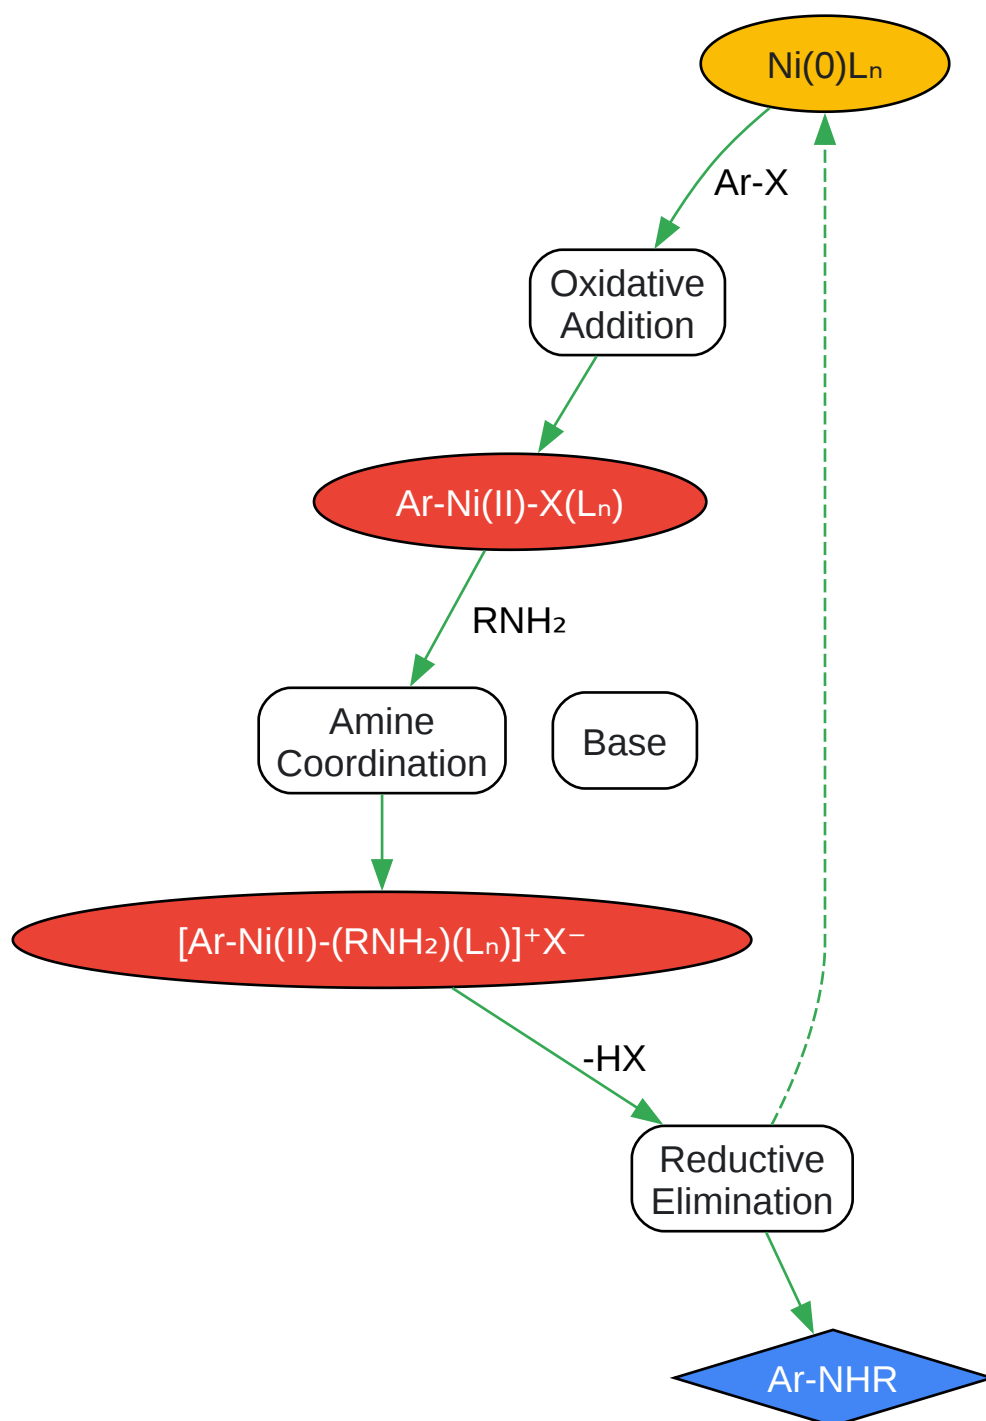 Ni(0)Lₙ
Ar-X
Oxidative
Addition
Ar-Ni(II)-X(Lₙ)
RNH₂
Amine
Coordination
Base
[Ar-Ni(II)-(RNH₂)(Lₙ)]⁺X⁻
-HX
Reductive
Elimination
Ar-NHR